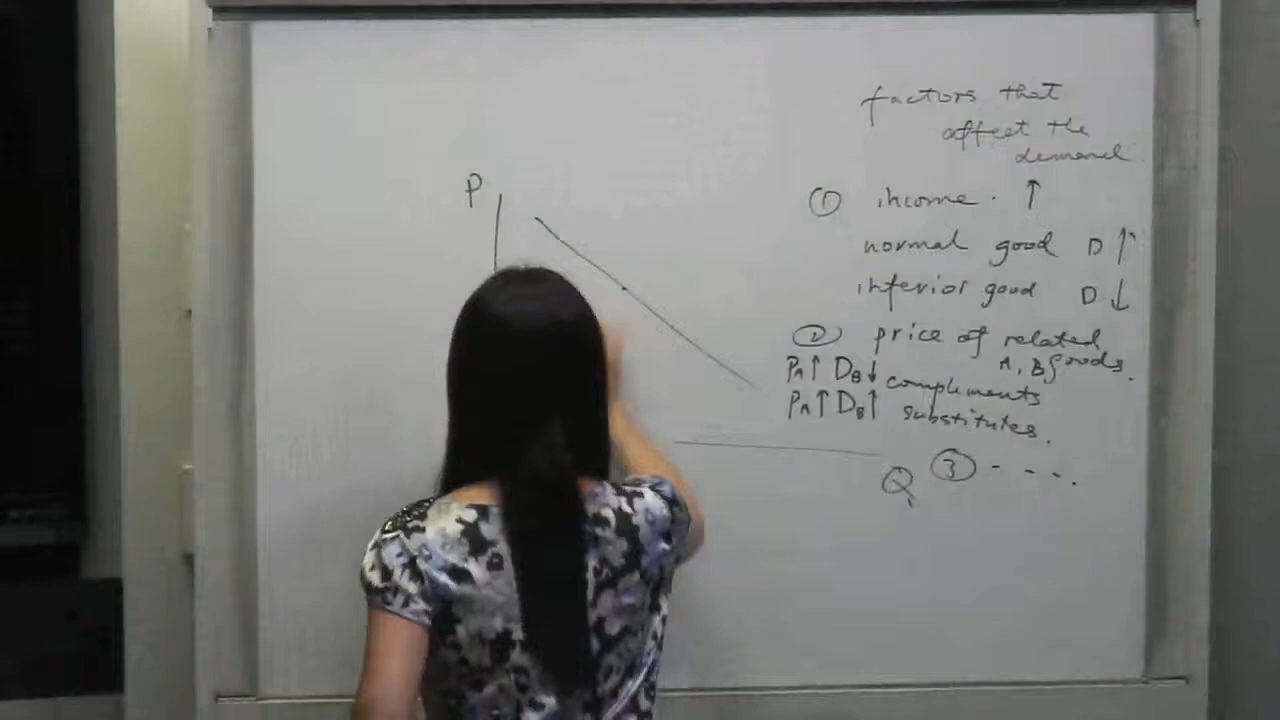 P
factors that
affect the
demand
① income. ↑
normal good D ↑
inferior good D ↓
② price of related
A, B goods.
PA↑ DB↓ complements
PA↑ DB↑ substitutes.
Q
③ - - - .